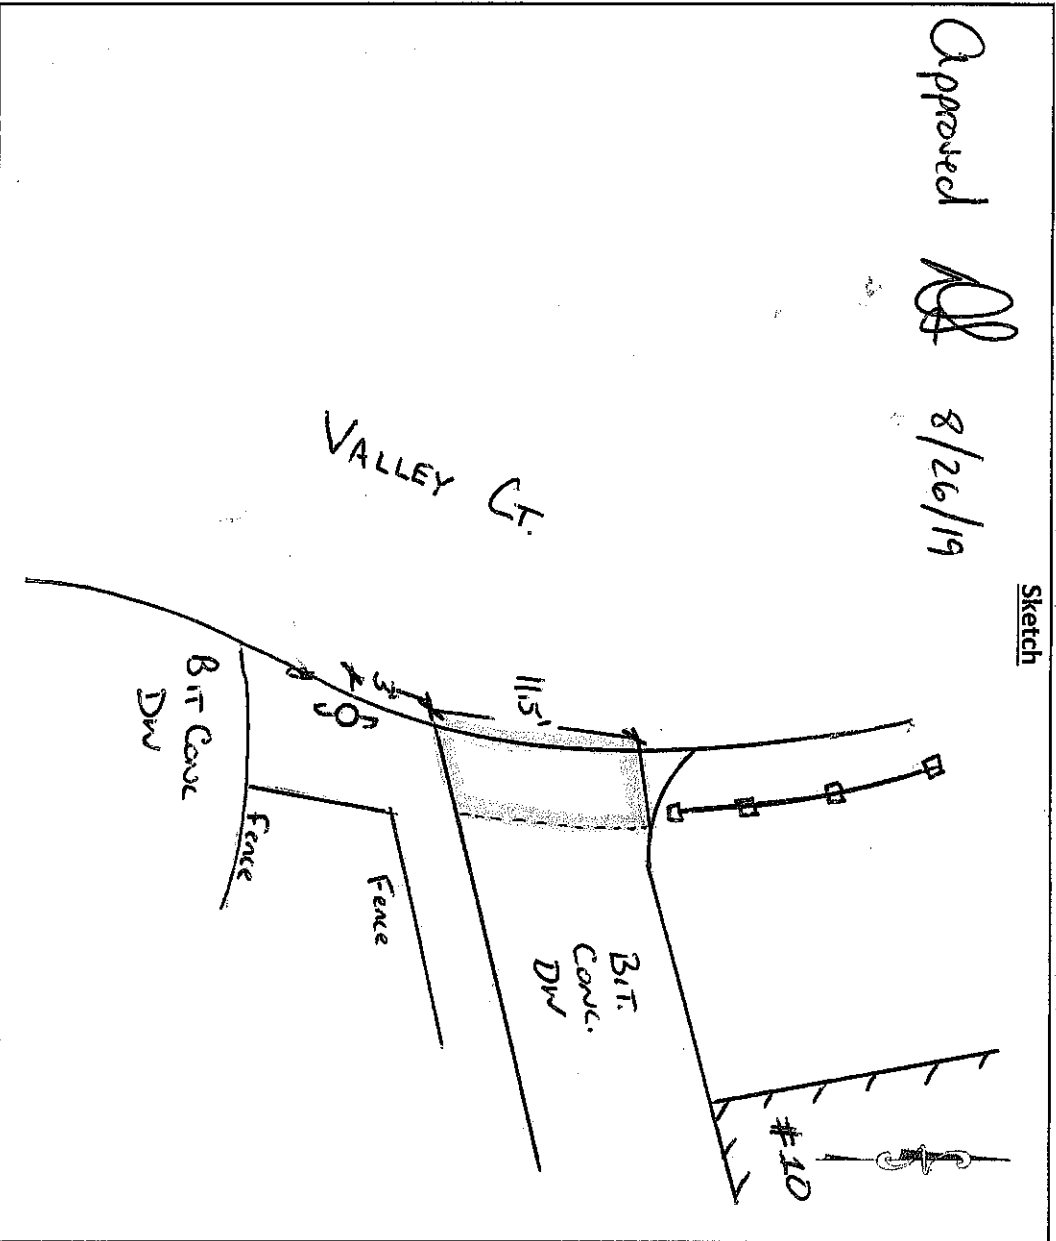 Sketch
Approved 8/26/19
VALLEY CT.
11.5'
3'
BIT CONC
DW
Fence
Fence
BIT.
CONC.
DW
#10